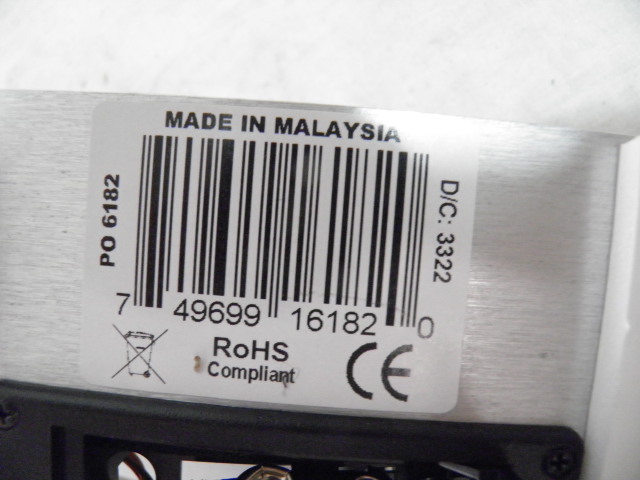 MADE IN MALAYSIA
PO 6182
D/C: 3322
7 49699 16182 0
RoHS
Compliant
CE